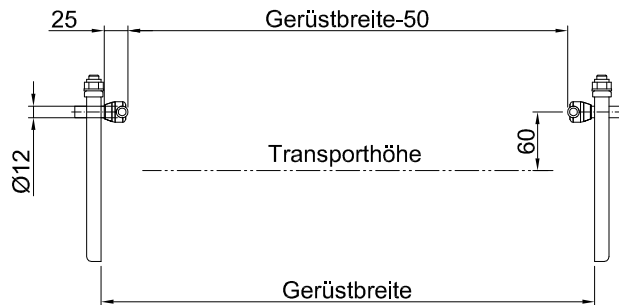 25
Gerüstbreite-50
Ø12
60
Transporthöhe
Gerüstbreite